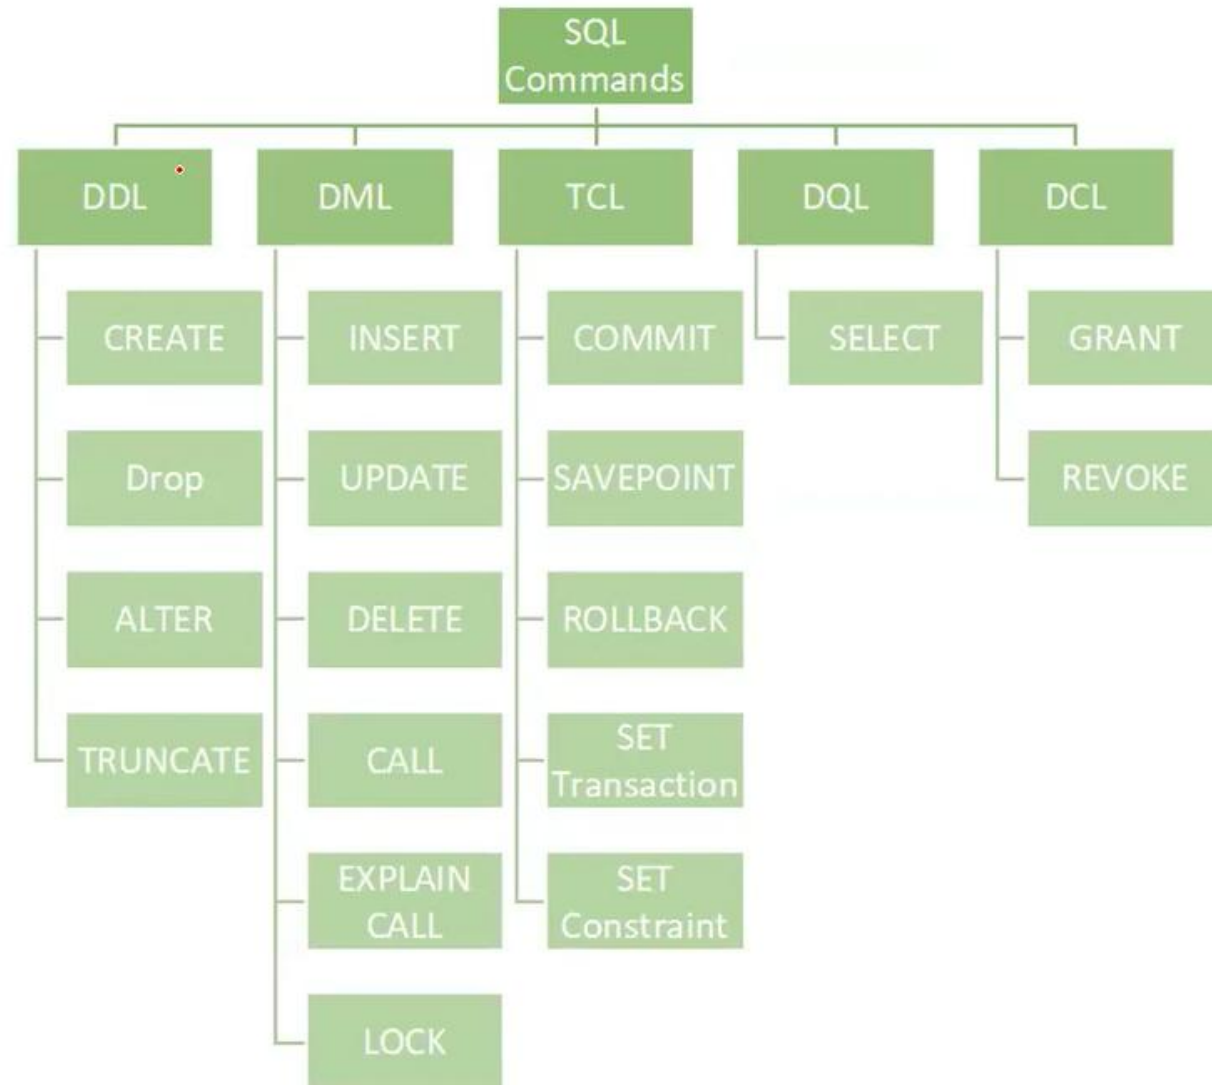 SQL
Commands
DDL
DML
TCL
DQL
DCL
CREATE
INSERT
COMMIT
SELECT
GRANT
Drop
UPDATE
SAVEPOINT
REVOKE
ALTER
DELETE
ROLLBACK
TRUNCATE
CALL
SET
Transaction
EXPLAIN
CALL
SET
Constraint
LOCK